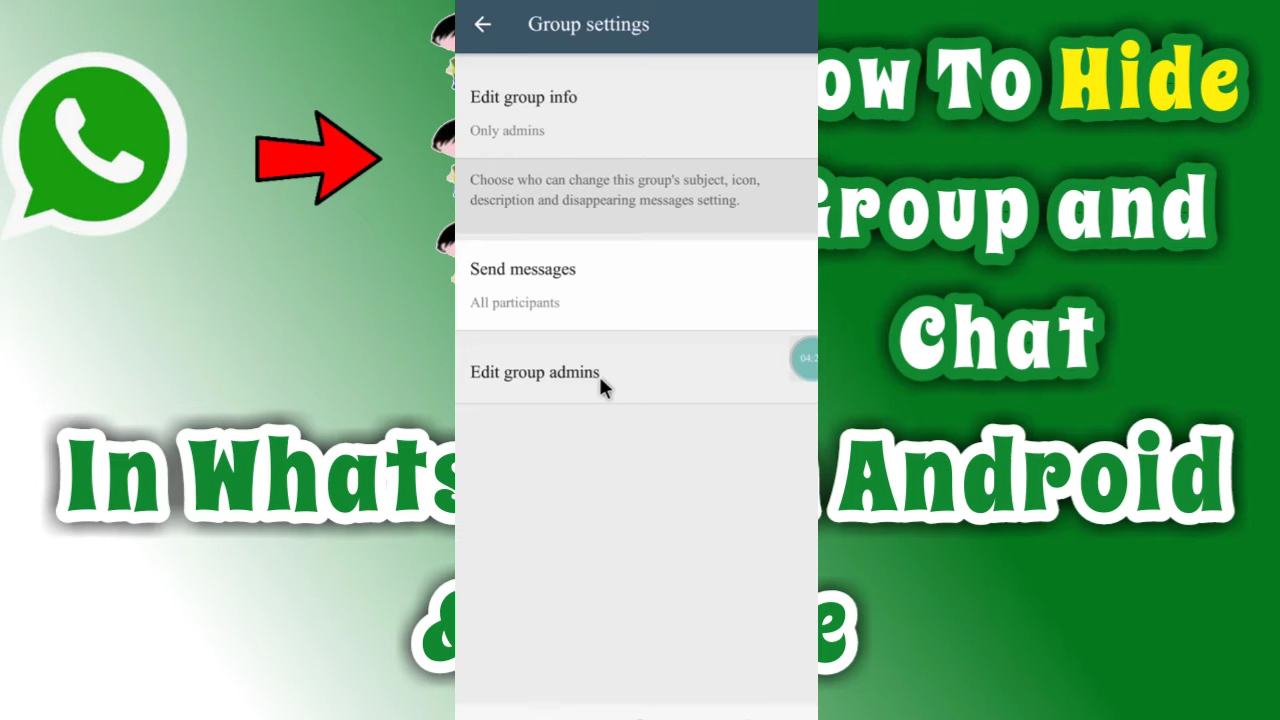 Group settings
Edit group info
Only admins
Choose who can change this group's subject, icon,
description and disappearing messages setting.
Send messages
All participants
Edit group admins
ow To Hide
Group and
Chat
In Whats
Android
&
e